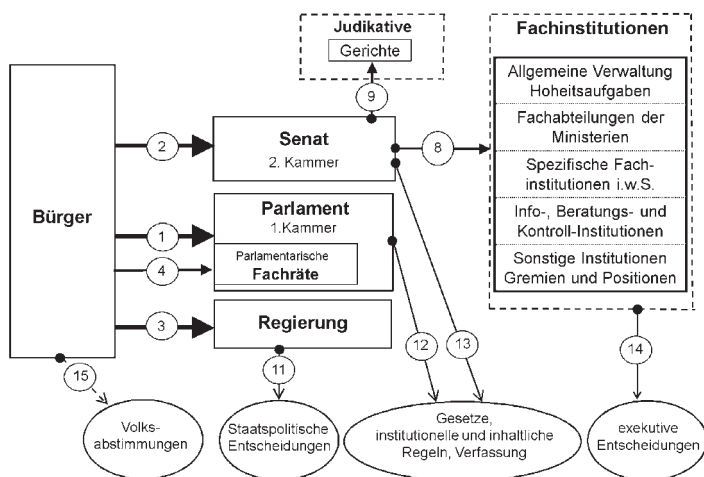 Judikative
Gerichte
Fachinstitutionen
Allgemeine Verwaltung
Hoheitsaufgaben
Fachabteilungen der
Ministerien
Spezifische Fach-
institutionen i.w.S.
Info-, Beratungs- und
Kontroll-Institutionen
Sonstige Institutionen
Gremien und Positionen
9
Bürger
2
Senat
2. Kammer
8
1
Parlament
1.Kammer
4
Parlamentarische
Fachräte
3
Regierung
15
11
12
13
14
Volks-
abstimmungen
Staatspolitische
Entscheidungen
Gesetze,
institutionelle und inhaltliche
Regeln, Verfassung
exekutive
Entscheidungen